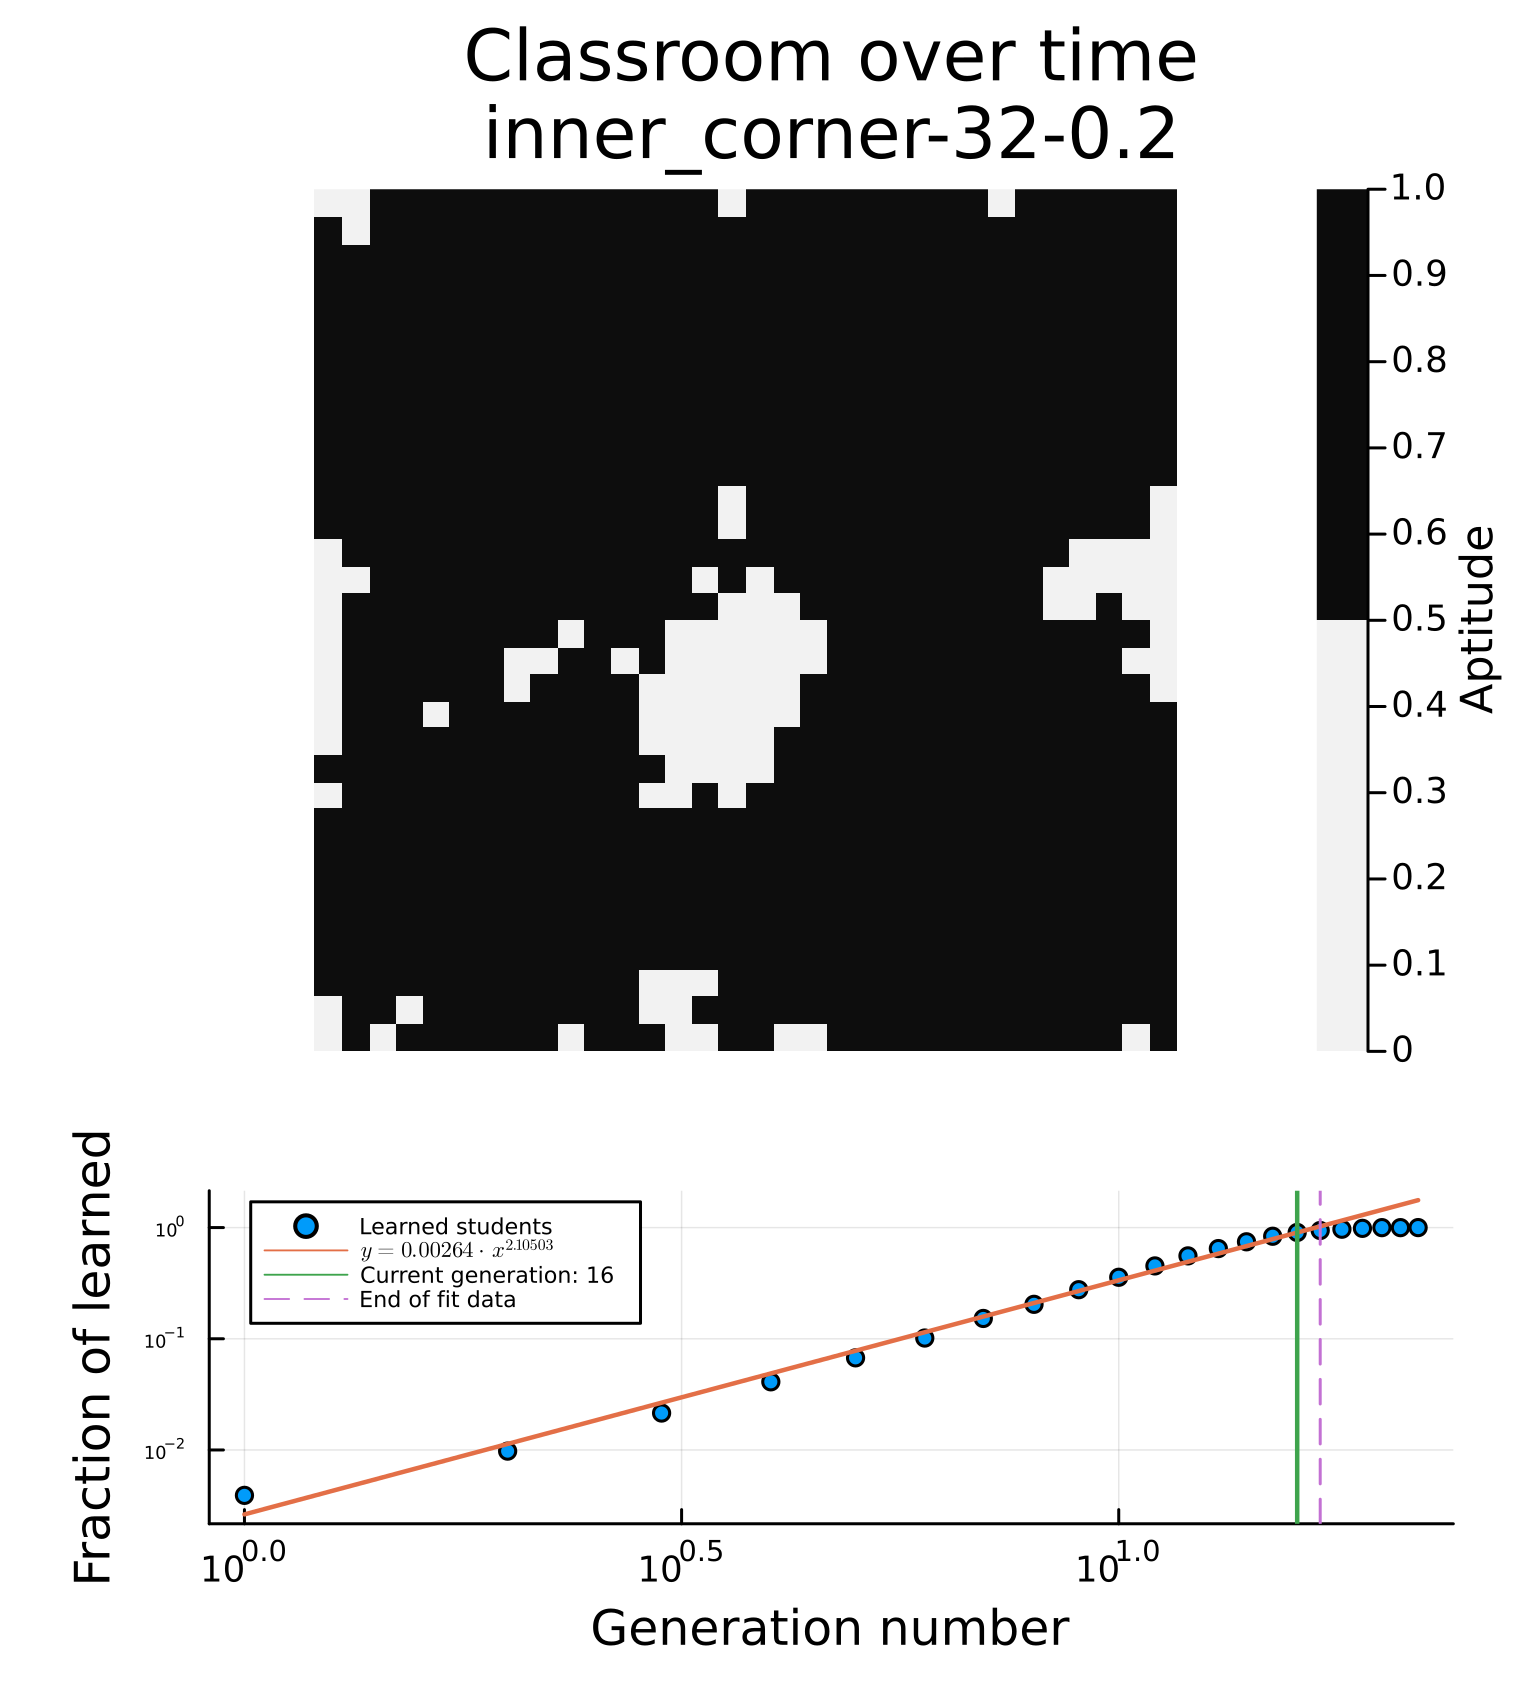 Classroom over time
inner_corner-32-0.2
1.0
0.9
0.8
0.7
0.6
0.5
0.4
0.3
0.2
0.1
0
Aptitude
Fraction of learned
10^0
10^−1
10^−2
Learned students
y = 0.00264 · x^2.10503
Current generation: 16
End of fit data
10^0.0
10^0.5
10^1.0
Generation number